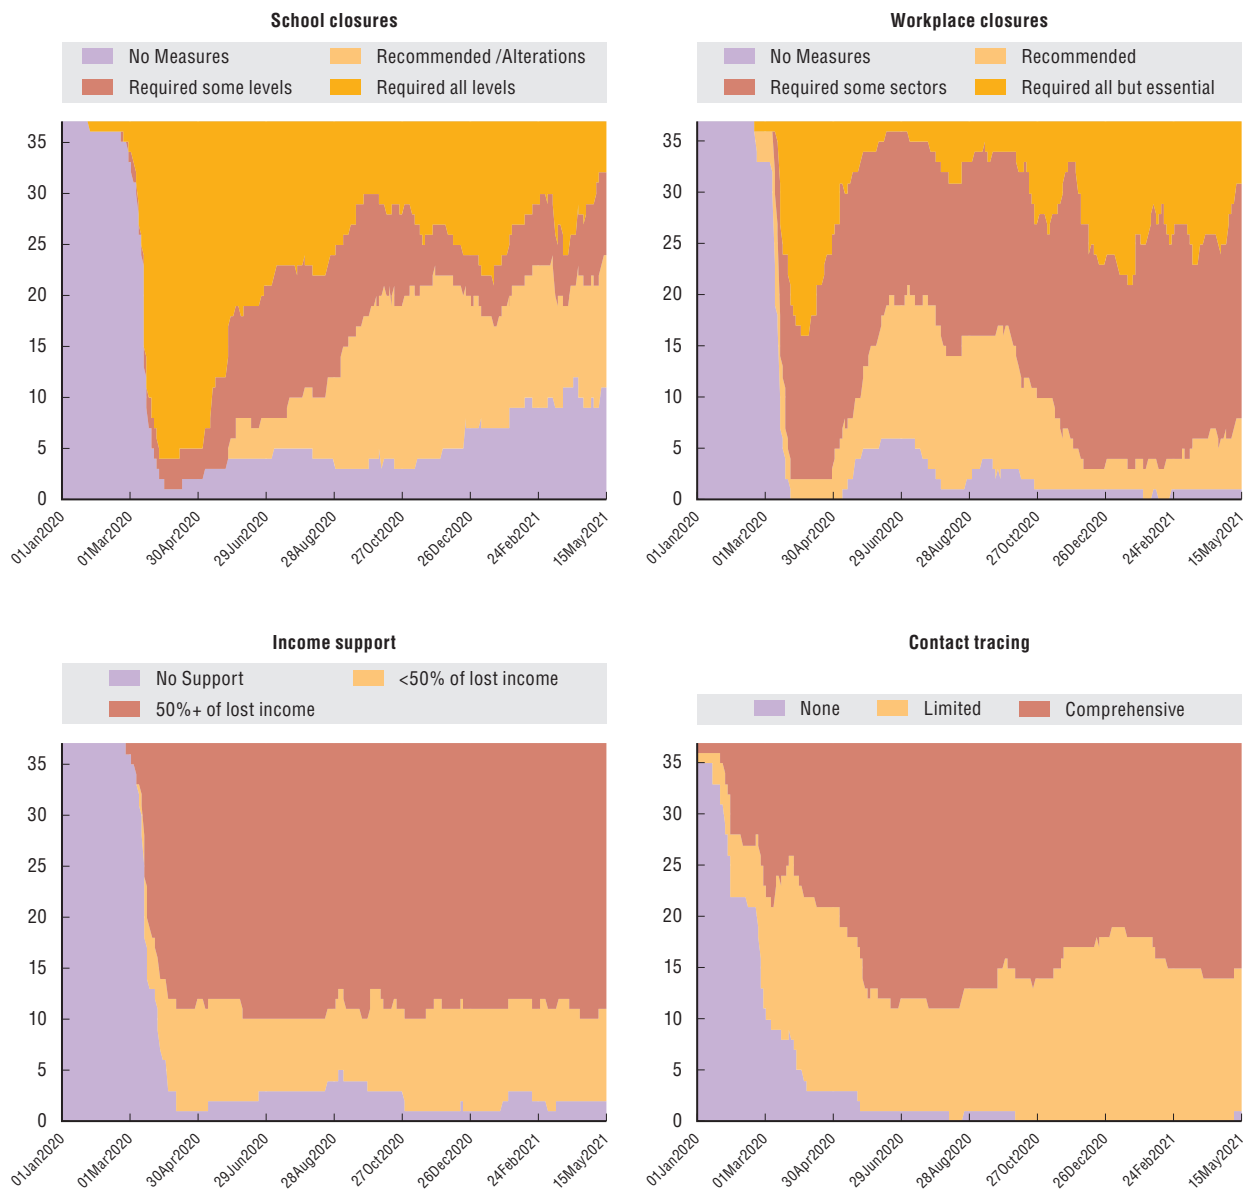 School closures
No Measures
Recommended /Alterations
Required some levels
Required all levels
35
30
25
20
15
10
5
0
01Jan2020
01Mar2020
30Apr2020
29Jun2020
28Aug2020
27Oct2020
26Dec2020
24Feb2021
15May2021
Workplace closures
No Measures
Recommended
Required some sectors
Required all but essential
35
30
25
20
15
10
5
0
01Jan2020
01Mar2020
30Apr2020
29Jun2020
28Aug2020
27Oct2020
26Dec2020
24Feb2021
15May2021
Income support
No Support
<50% of lost income
50%+ of lost income
35
30
25
20
15
10
5
0
01Jan2020
01Mar2020
30Apr2020
29Jun2020
28Aug2020
27Oct2020
26Dec2020
24Feb2021
15May2021
Contact tracing
None
Limited
Comprehensive
35
30
25
20
15
10
5
0
01Jan2020
01Mar2020
30Apr2020
29Jun2020
28Aug2020
27Oct2020
26Dec2020
24Feb2021
15May2021